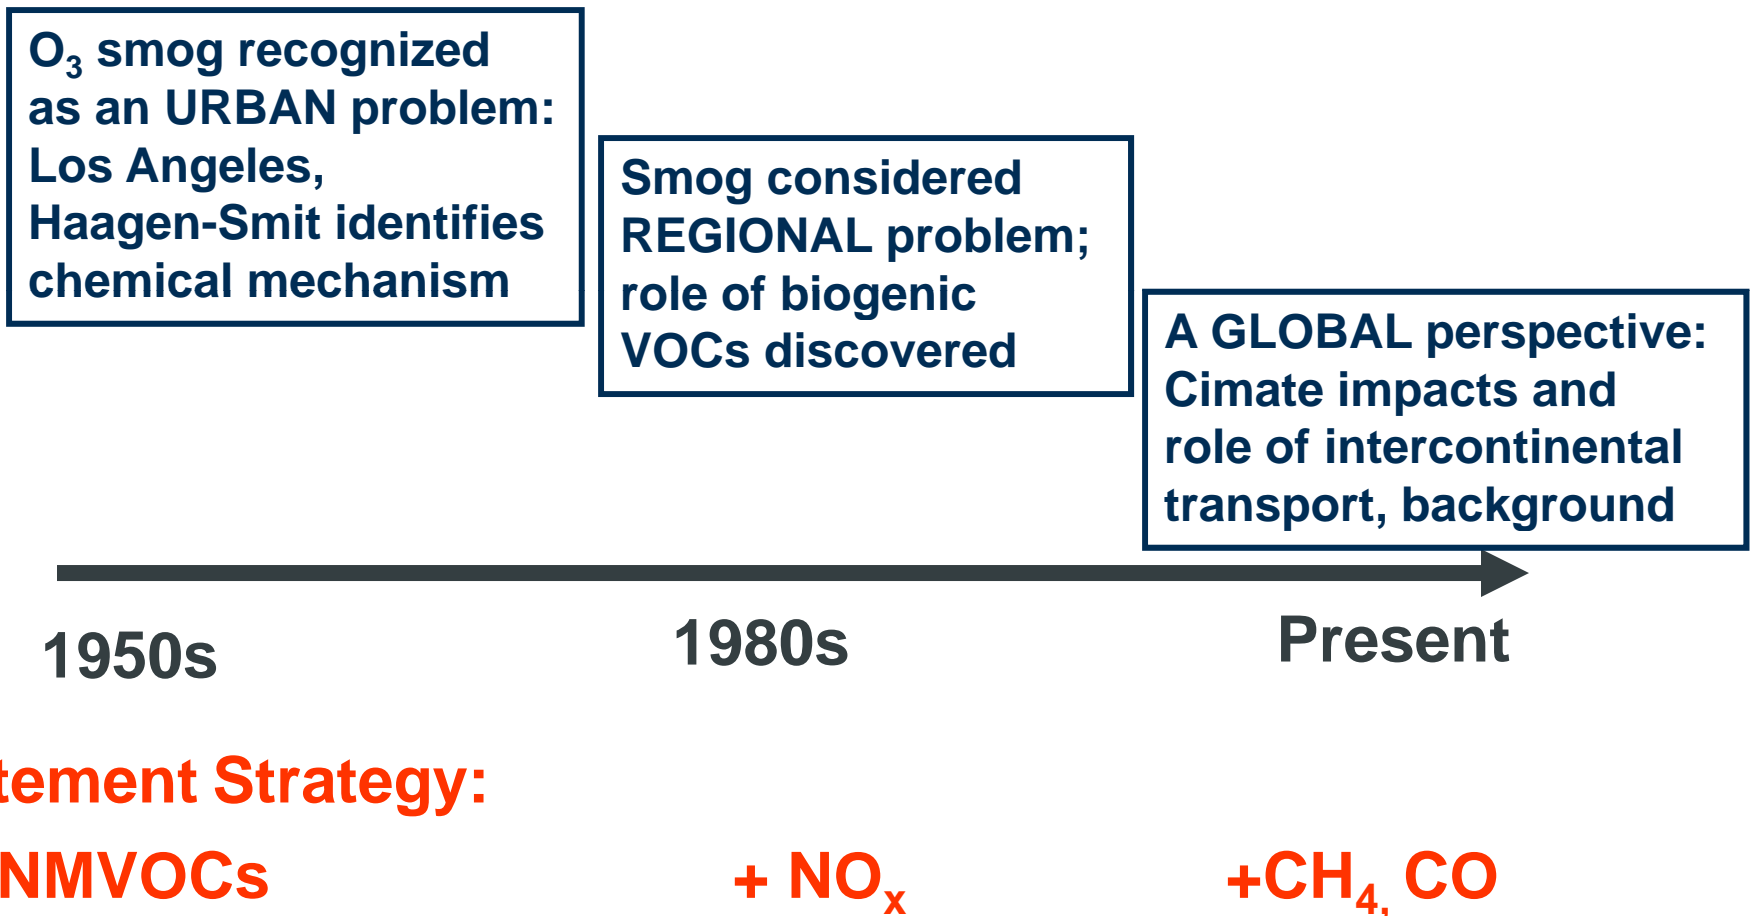 O₃ smog recognized
as an URBAN problem:
Los Angeles,
Haagen-Smit identifies
chemical mechanism
Smog considered
REGIONAL problem;
role of biogenic
VOCs discovered
A GLOBAL perspective:
Cimate impacts and
role of intercontinental
transport, background
1950s
1980s
Present
tement Strategy:
NMVOCs
+ NOₓ
+CH₄, CO